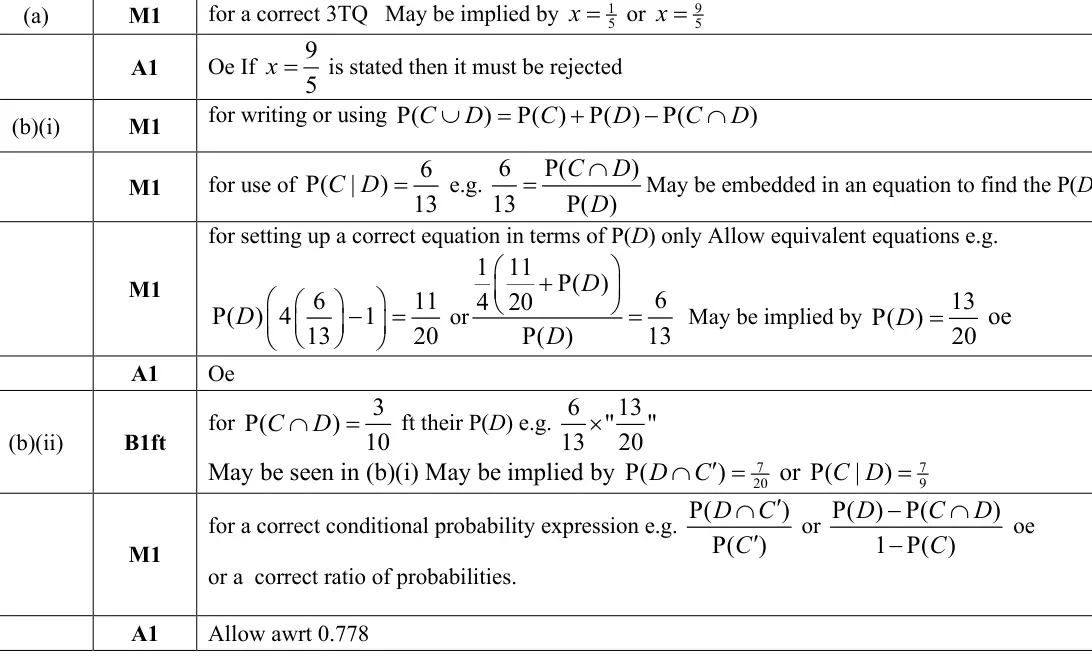 (a) M1 for a correct 3TQ May be implied by x = 1/5 or x = 9/5
A1 Oe If x = 9/5 is stated then it must be rejected
(b)(i) M1 for writing or using P(C ∪ D) = P(C) + P(D) − P(C ∩ D)
M1 for use of P(C | D) = 6/13 e.g. 6/13 = P(C ∩ D)/P(D) May be embedded in an equation to find the P(D
for setting up a correct equation in terms of P(D) only Allow equivalent equations e.g.
M1 P(D)(4(6/13) − 1) = 11/20 or (1/4(11/20 + P(D)))/P(D) = 6/13 May be implied by P(D) = 13/20 oe
A1 Oe
(b)(ii) B1ft for P(C ∩ D) = 3/10 ft their P(D) e.g. 6/13 × "13/20"
May be seen in (b)(i) May be implied by P(D ∩ C′) = 7/20 or P(C | D) = 7/9
M1 for a correct conditional probability expression e.g. P(D ∩ C′)/P(C′) or (P(D) − P(C ∩ D))/(1 − P(C)) oe
or a correct ratio of probabilities.
A1 Allow awrt 0.778